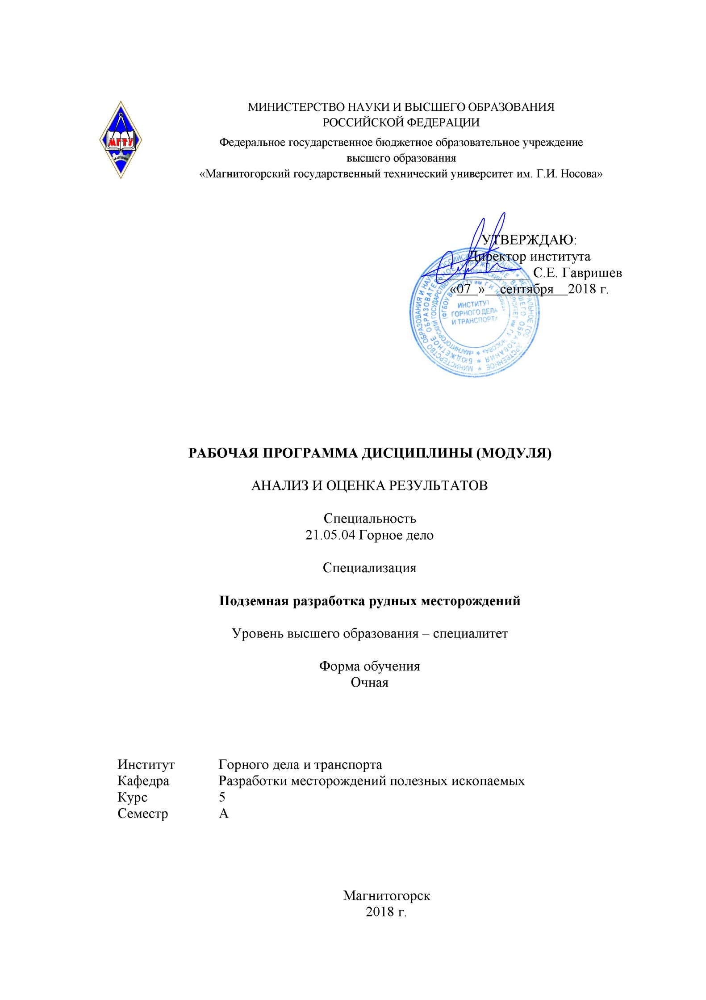 МИНИСТЕРСТВО НАУКИ И ВЫСШЕГО ОБРАЗОВАНИЯ
РОССИЙСКОЙ ФЕДЕРАЦИИ
Федеральное государственное бюджетное образовательное учреждение
высшего образования
«Магнитогорский государственный технический университет им. Г.И. Носова»
МГТУ
УТВЕРЖДАЮ:
Директор института
С.Е. Гавришев
«07 » сентября 2018 г.
ИНСТИТУТ
ГОРНОГО ДЕЛА
И ТРАНСПОРТА
РАБОЧАЯ ПРОГРАММА ДИСЦИПЛИНЫ (МОДУЛЯ)
АНАЛИЗ И ОЦЕНКА РЕЗУЛЬТАТОВ
Специальность
21.05.04 Горное дело
Специализация
Подземная разработка рудных месторождений
Уровень высшего образования – специалитет
Форма обучения
Очная
Институт Горного дела и транспорта
Кафедра Разработки месторождений полезных ископаемых
Курс 5
Семестр А
Магнитогорск
2018 г.